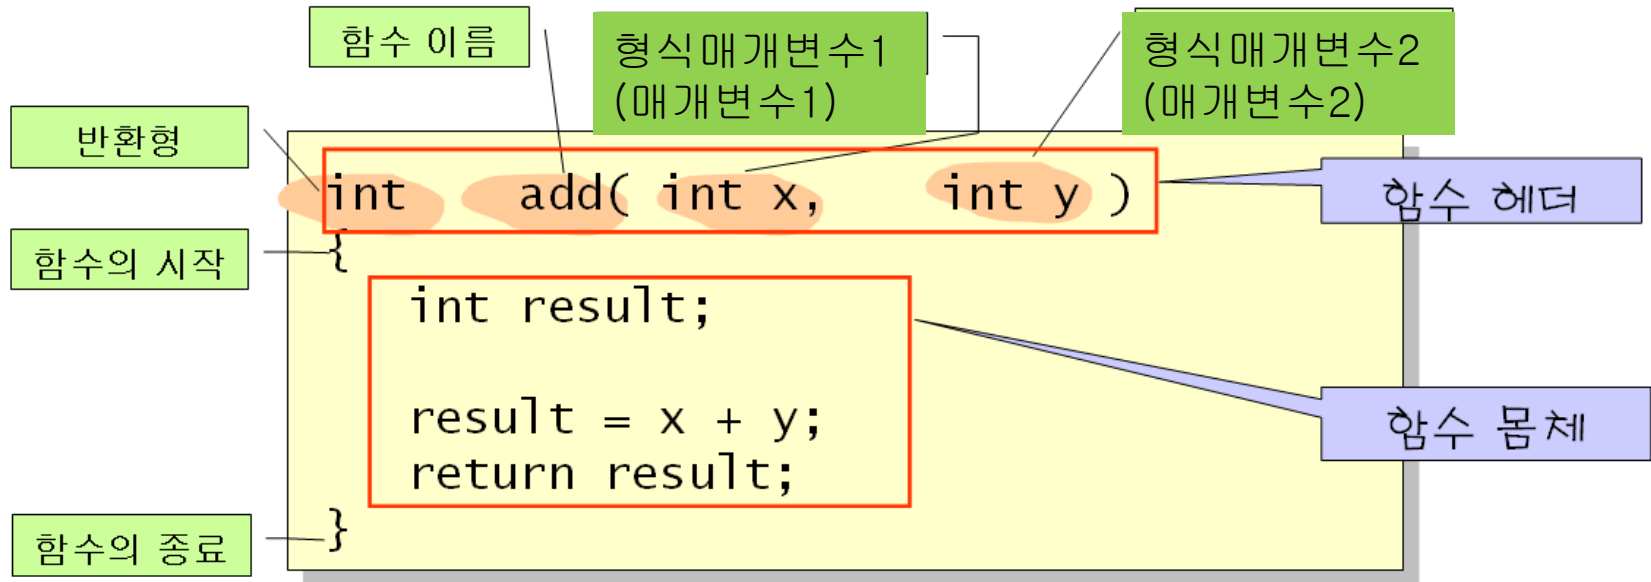 함수 이름
형식매개변수1
(매개변수1)
형식매개변수2
(매개변수2)
반환형
int add( int x, int y )
함수 헤더
함수의 시작
{
int result;
result = x + y;
return result;
함수 몸체
}
함수의 종료